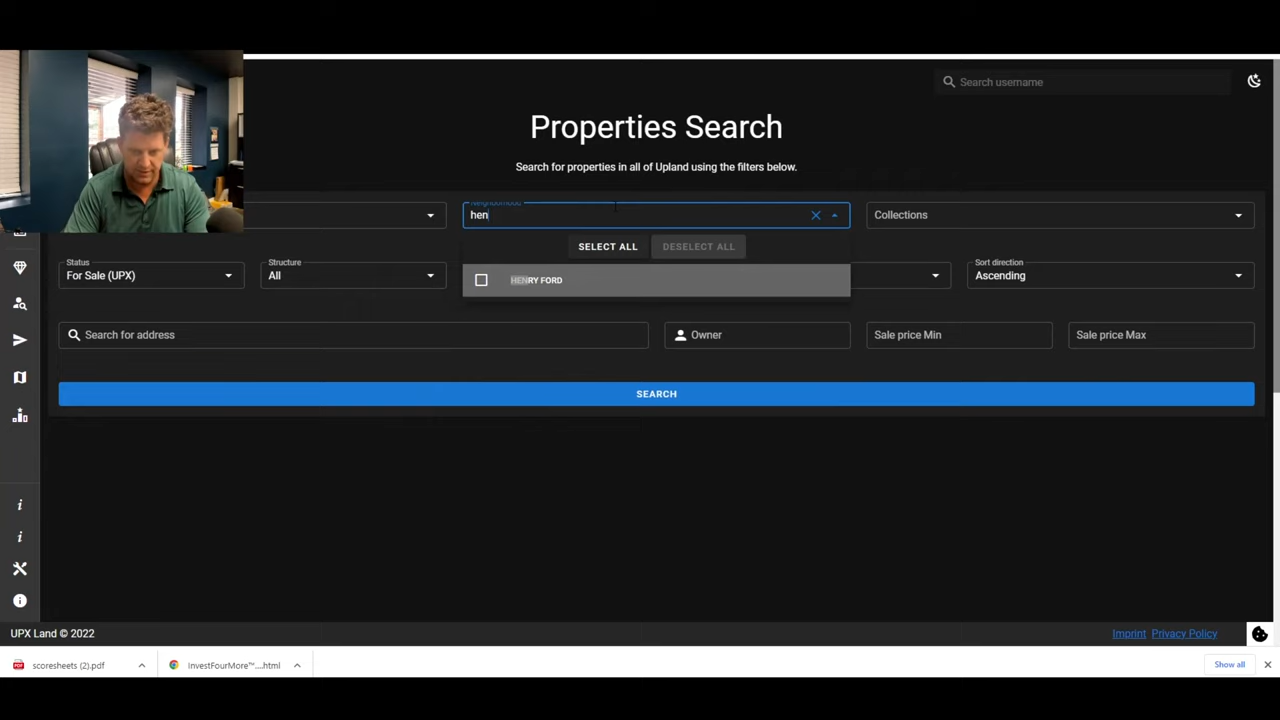 Search username
Properties Search
Search for properties in all of Upland using the filters below.
Neighborhood
hen
Collections
SELECT ALL
DESELECT ALL
HENRY FORD
Status
For Sale (UPX)
Structure
All
Sort direction
Ascending
Search for address
Owner
Sale price Min
Sale price Max
SEARCH
UPX Land © 2022
Imprint
Privacy Policy
scoresheets (2).pdf
InvestFourMore™....html
Show all